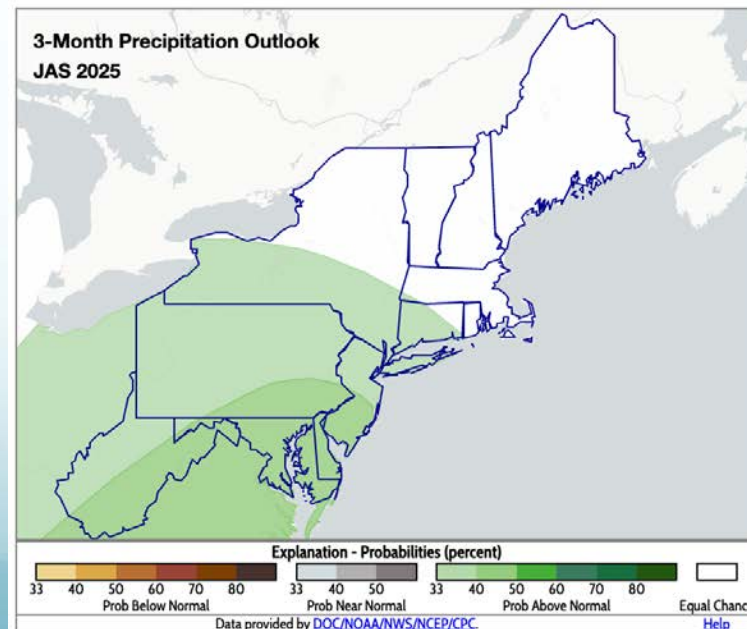 3-Month Precipitation Outlook
JAS 2025
Explanation - Probabilities (percent)
33 40 50 60 70 80 33 40 50 33 40 50 60 70 80
Prob Below Normal Prob Near Normal Prob Above Normal Equal Chanc
Data provided by DOC/NOAA/NWS/NCEP/CPC. Help